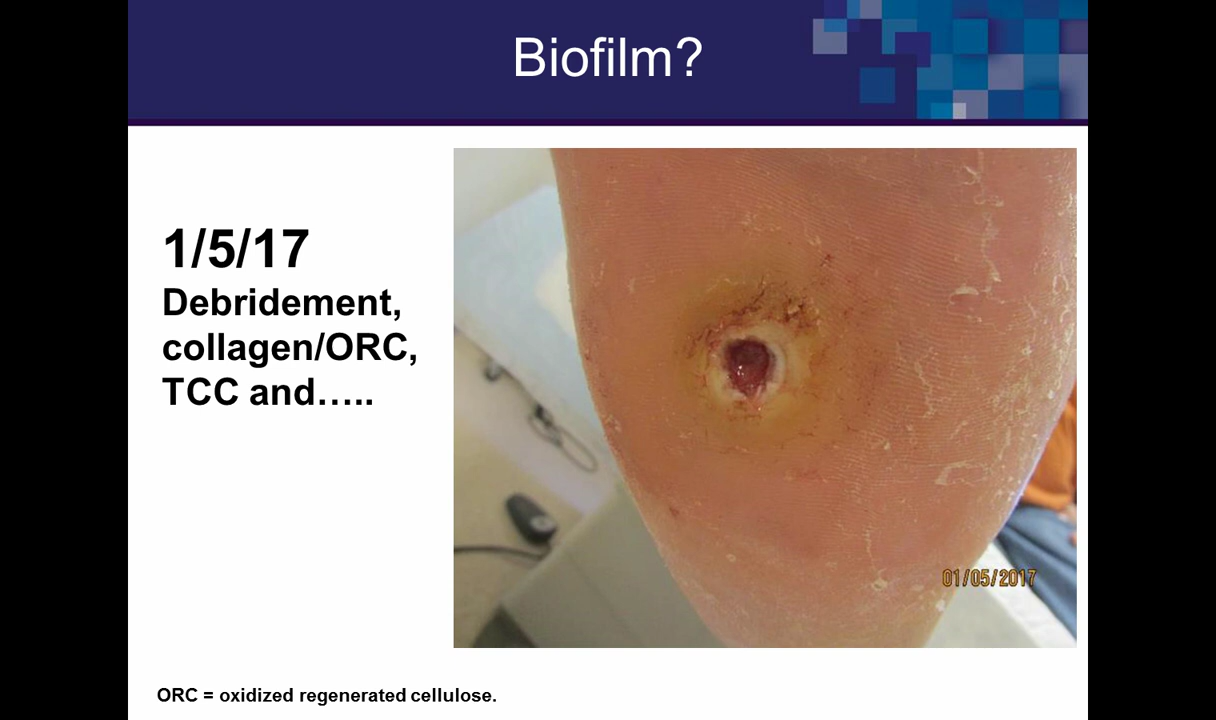 Biofilm?
1/5/17
Debridement,
collagen/ORC,
TCC and…..
01/05/2017
ORC = oxidized regenerated cellulose.